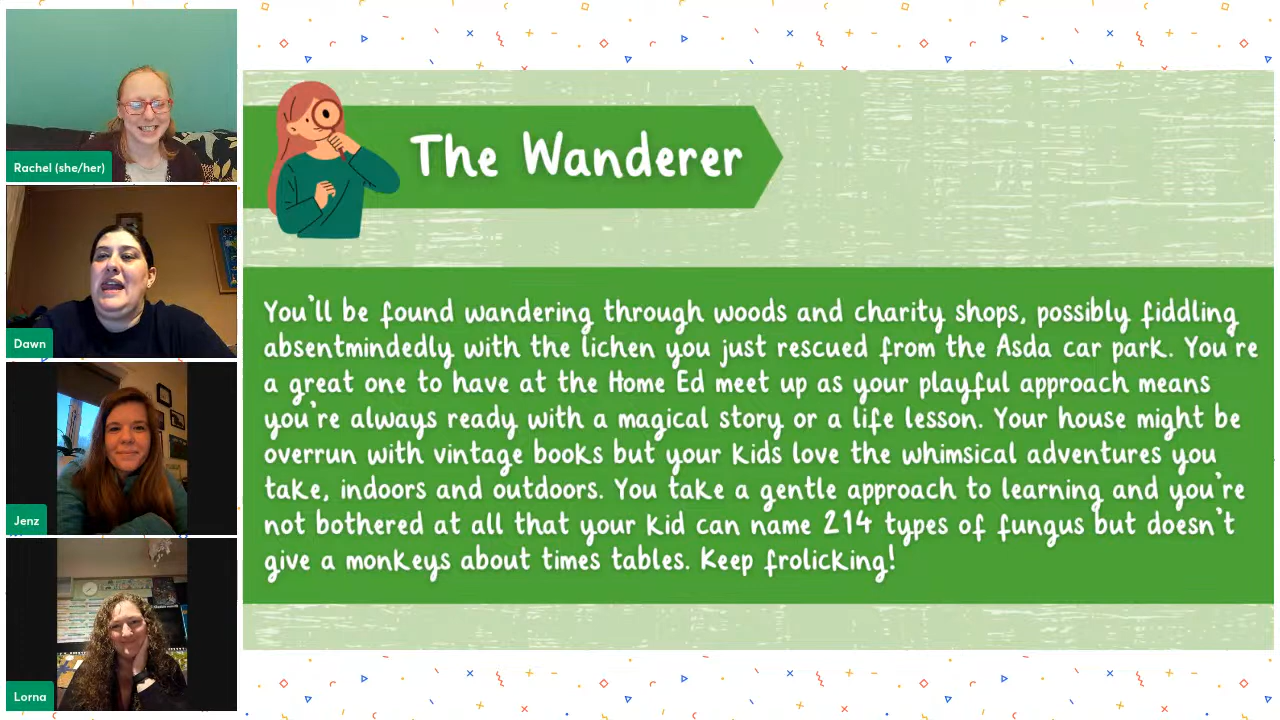 Rachel (she/her)
Dawn
Jenz
Lorna
The Wanderer
You'll be found wandering through woods and charity shops, possibly fiddling
absentmindedly with the lichen you just rescued from the Asda car park. You're
a great one to have at the Home Ed meet up as your playful approach means
you're always ready with a magical story or a life lesson. Your house might be
overrun with vintage books but your kids love the whimsical adventures you
take, indoors and outdoors. You take a gentle approach to learning and you're
not bothered at all that your kid can name 214 types of fungus but doesn't
give a monkeys about times tables. Keep frolicking!